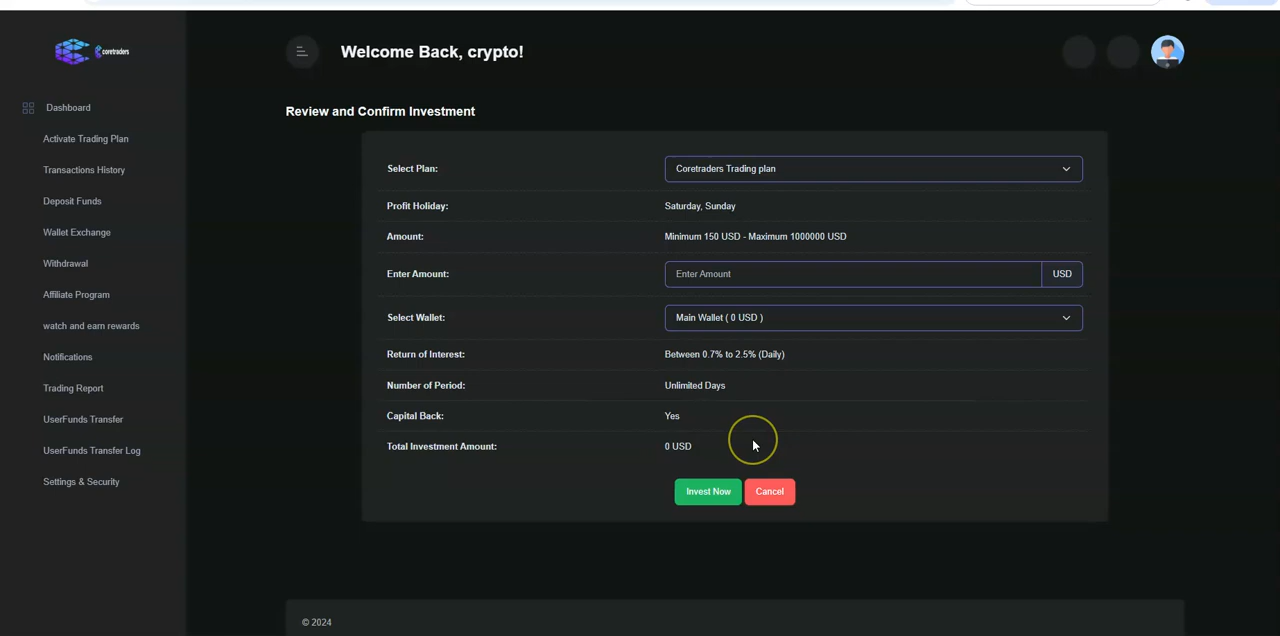 coretraders
Welcome Back, crypto!
Dashboard
Activate Trading Plan
Transactions History
Deposit Funds
Wallet Exchange
Withdrawal
Affiliate Program
watch and earn rewards
Notifications
Trading Report
UserFunds Transfer
UserFunds Transfer Log
Settings & Security
Review and Confirm Investment
Select Plan: Coretraders Trading plan
Profit Holiday: Saturday, Sunday
Amount: Minimum 150 USD - Maximum 1000000 USD
Enter Amount: Enter Amount USD
Select Wallet: Main Wallet ( 0 USD )
Return of Interest: Between 0.7% to 2.5% (Daily)
Number of Period: Unlimited Days
Capital Back: Yes
Total Investment Amount: 0 USD
Invest Now Cancel
© 2024